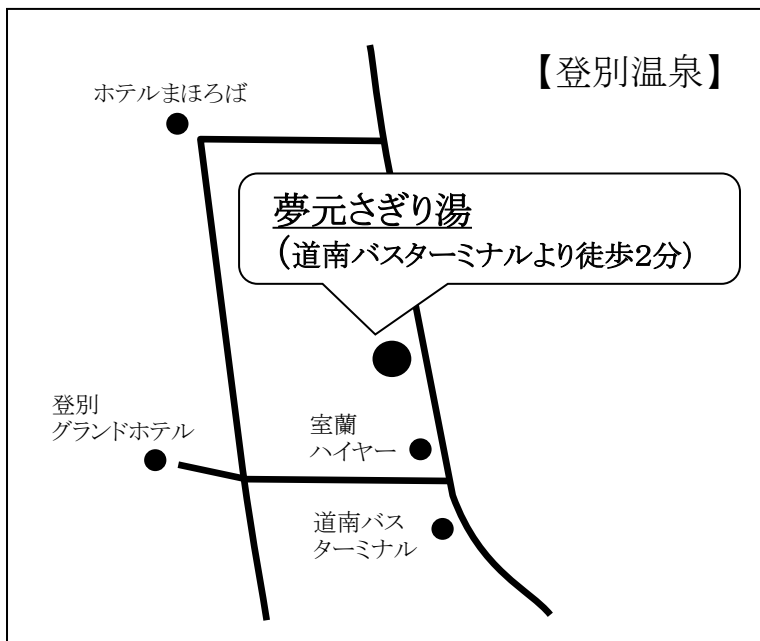 【登別温泉】
ホテルまほろば
夢元さぎり湯
(道南バスターミナルより徒歩2分)
登別
グランドホテル
室蘭
ハイヤー
道南バス
ターミナル